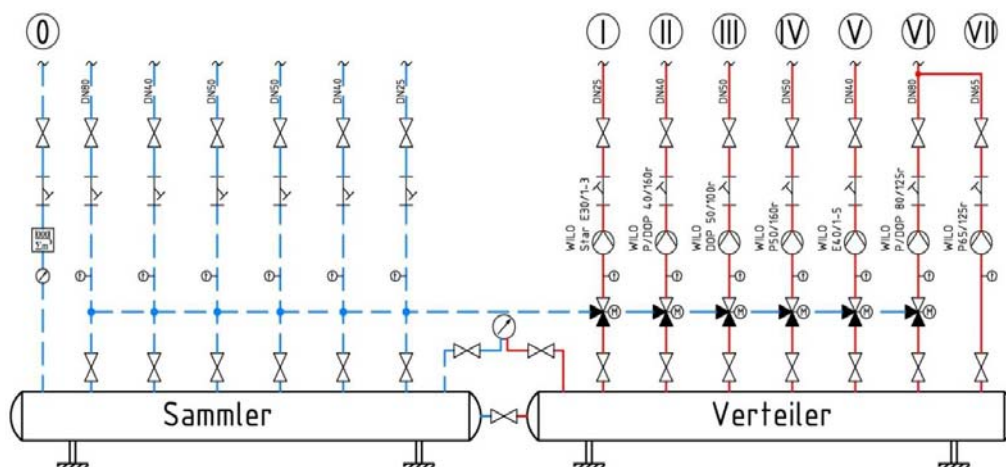 0 I II III IV V VI VII
DN80 DN40 DN50 DN50 DN40 DN25 DN25 DN40 DN50 DN50 DN40 DN80 DN65
WILO
Star E30/1-3
WILO
P/DOP 40/160r
WILO
DOP 50/100r
WILO
P50/160r
WILO
E40/1-5
WILO
P/DOP 80/125r
WILO
P65/125r
M M M M M M
Sammler Verteiler